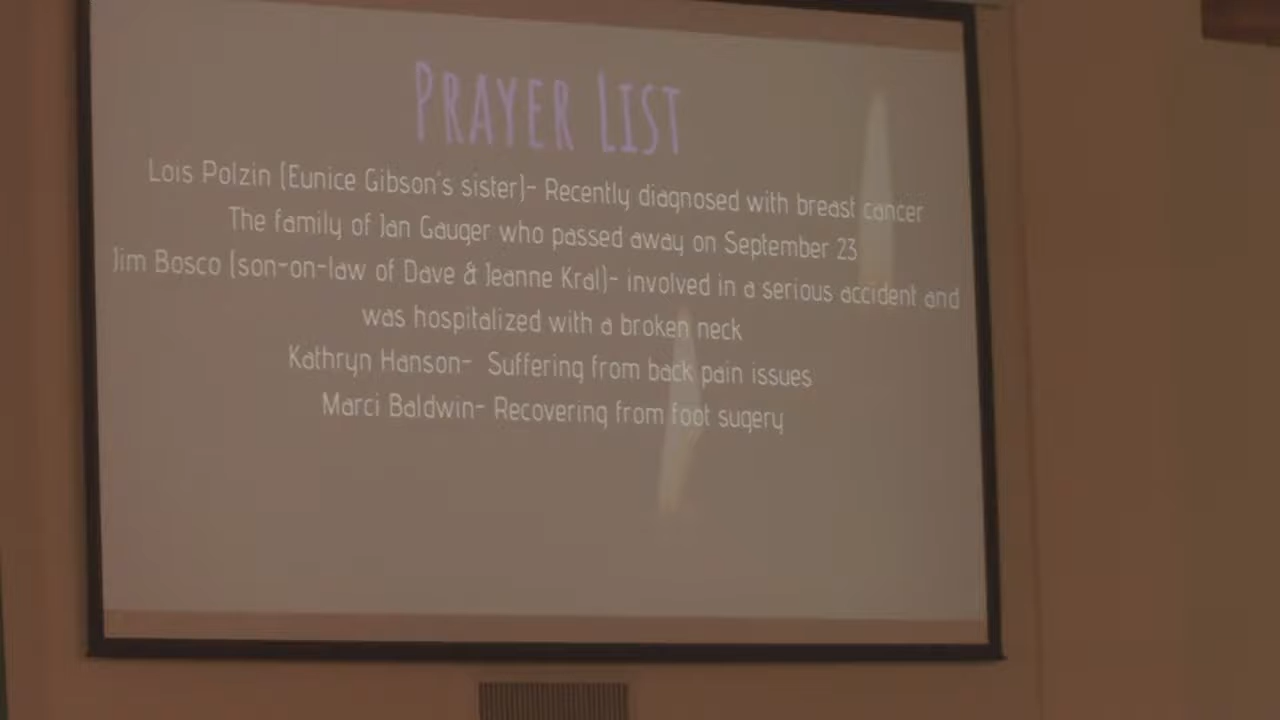 PRAYER LIST
Lois Polzin (Eunice Gibson's sister)- Recently diagnosed with breast cancer
The family of Jan Gauger who passed away on September 23
Jim Bosco (son-on-law of Dave & Jeanne Kral)- involved in a serious accident and
was hospitalized with a broken neck
Kathryn Hanson- Suffering from back pain issues
Marci Baldwin- Recovering from foot sugery